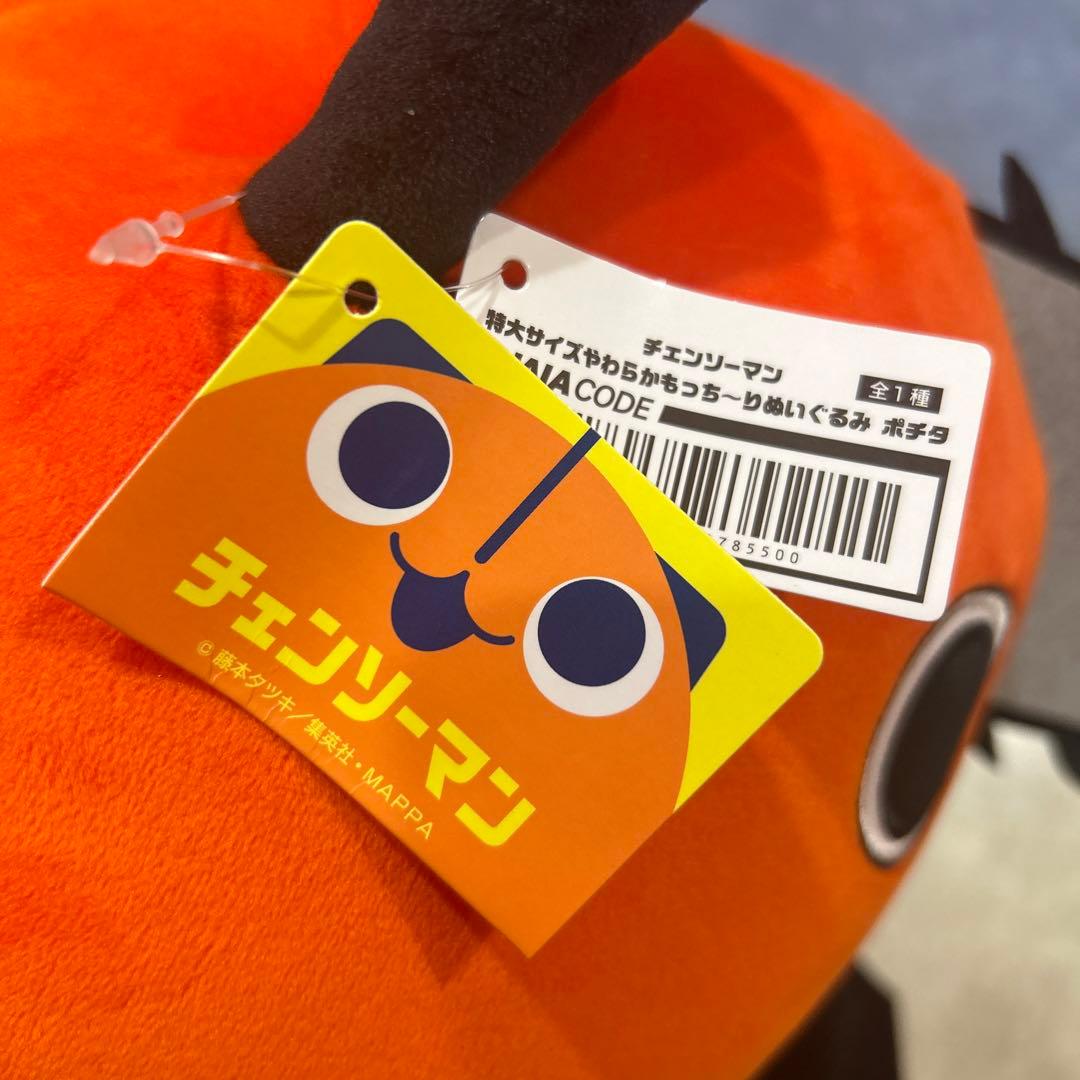 チェンソーマン
特大サイズやわらかもっち〜りぬいぐるみ ポチタ
全1種
CODE
785500
チェンソーマン
©藤本タツキ/集英社・MAPPA